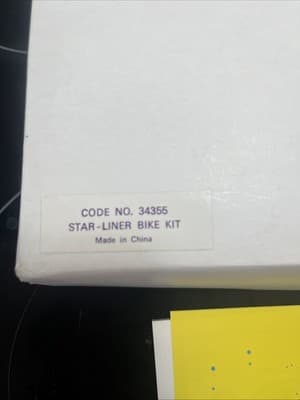 CODE NO. 34355
STAR-LINER BIKE KIT
Made in China